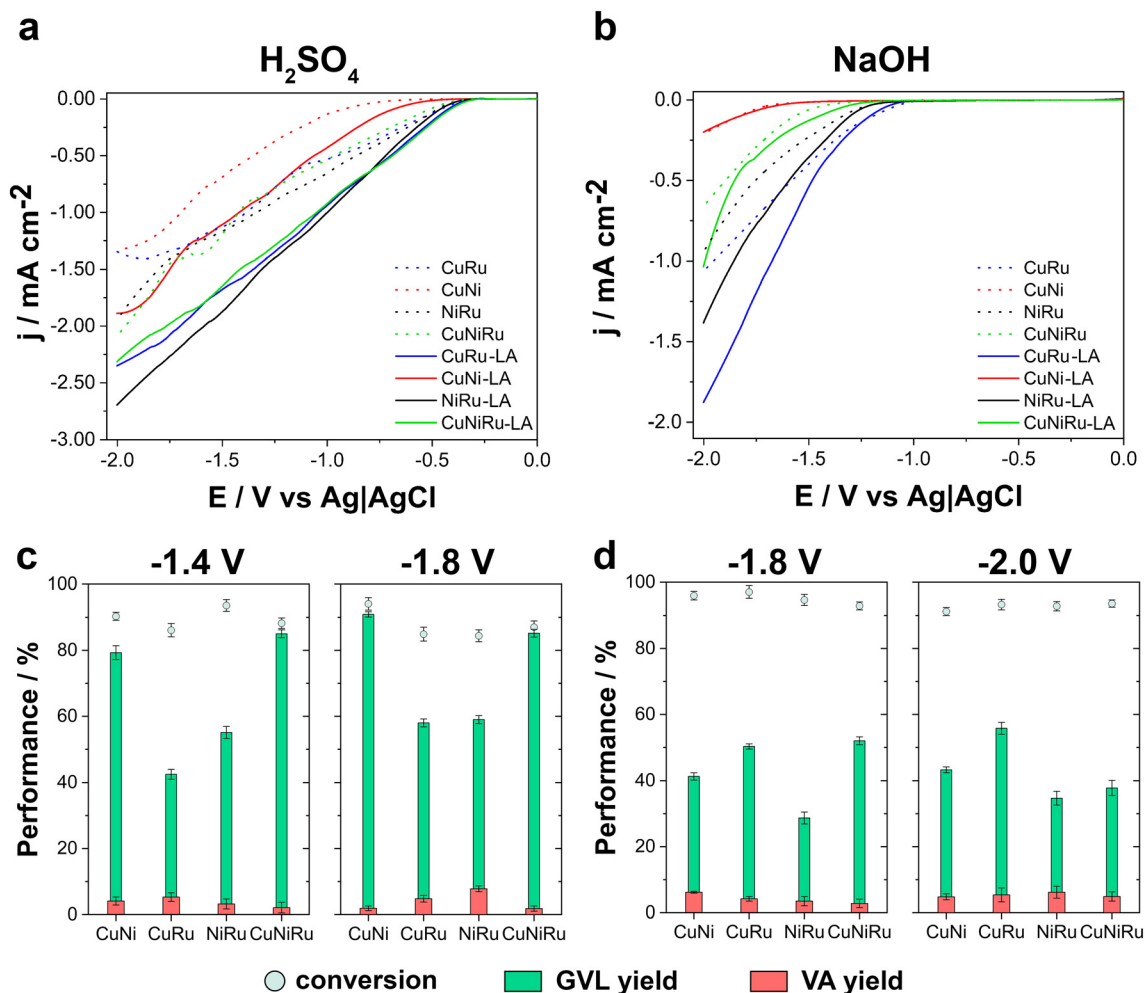 a
H2SO4
0.00
-0.50
-1.00
-1.50
-2.00
-2.50
-3.00
j / mA cm-2
CuRu
CuNi
NiRu
CuNiRu
CuRu-LA
CuNi-LA
NiRu-LA
CuNiRu-LA
-2.0 -1.5 -1.0 -0.5 0.0
E / V vs Ag|AgCl
b
NaOH
0.0
-0.5
-1.0
-1.5
-2.0
j / mA cm-2
CuRu
CuNi
NiRu
CuNiRu
CuRu-LA
CuNi-LA
NiRu-LA
CuNiRu-LA
-2.0 -1.5 -1.0 -0.5 0.0
E / V vs Ag|AgCl
c
-1.4 V -1.8 V
100
80
60
40
20
0
Performance / %
CuNi CuRu NiRu CuNiRu CuNi CuRu NiRu CuNiRu
d
-1.8 V -2.0 V
100
80
60
40
20
0
Performance / %
CuNi CuRu NiRu CuNiRu CuNi CuRu NiRu CuNiRu
conversion GVL yield VA yield